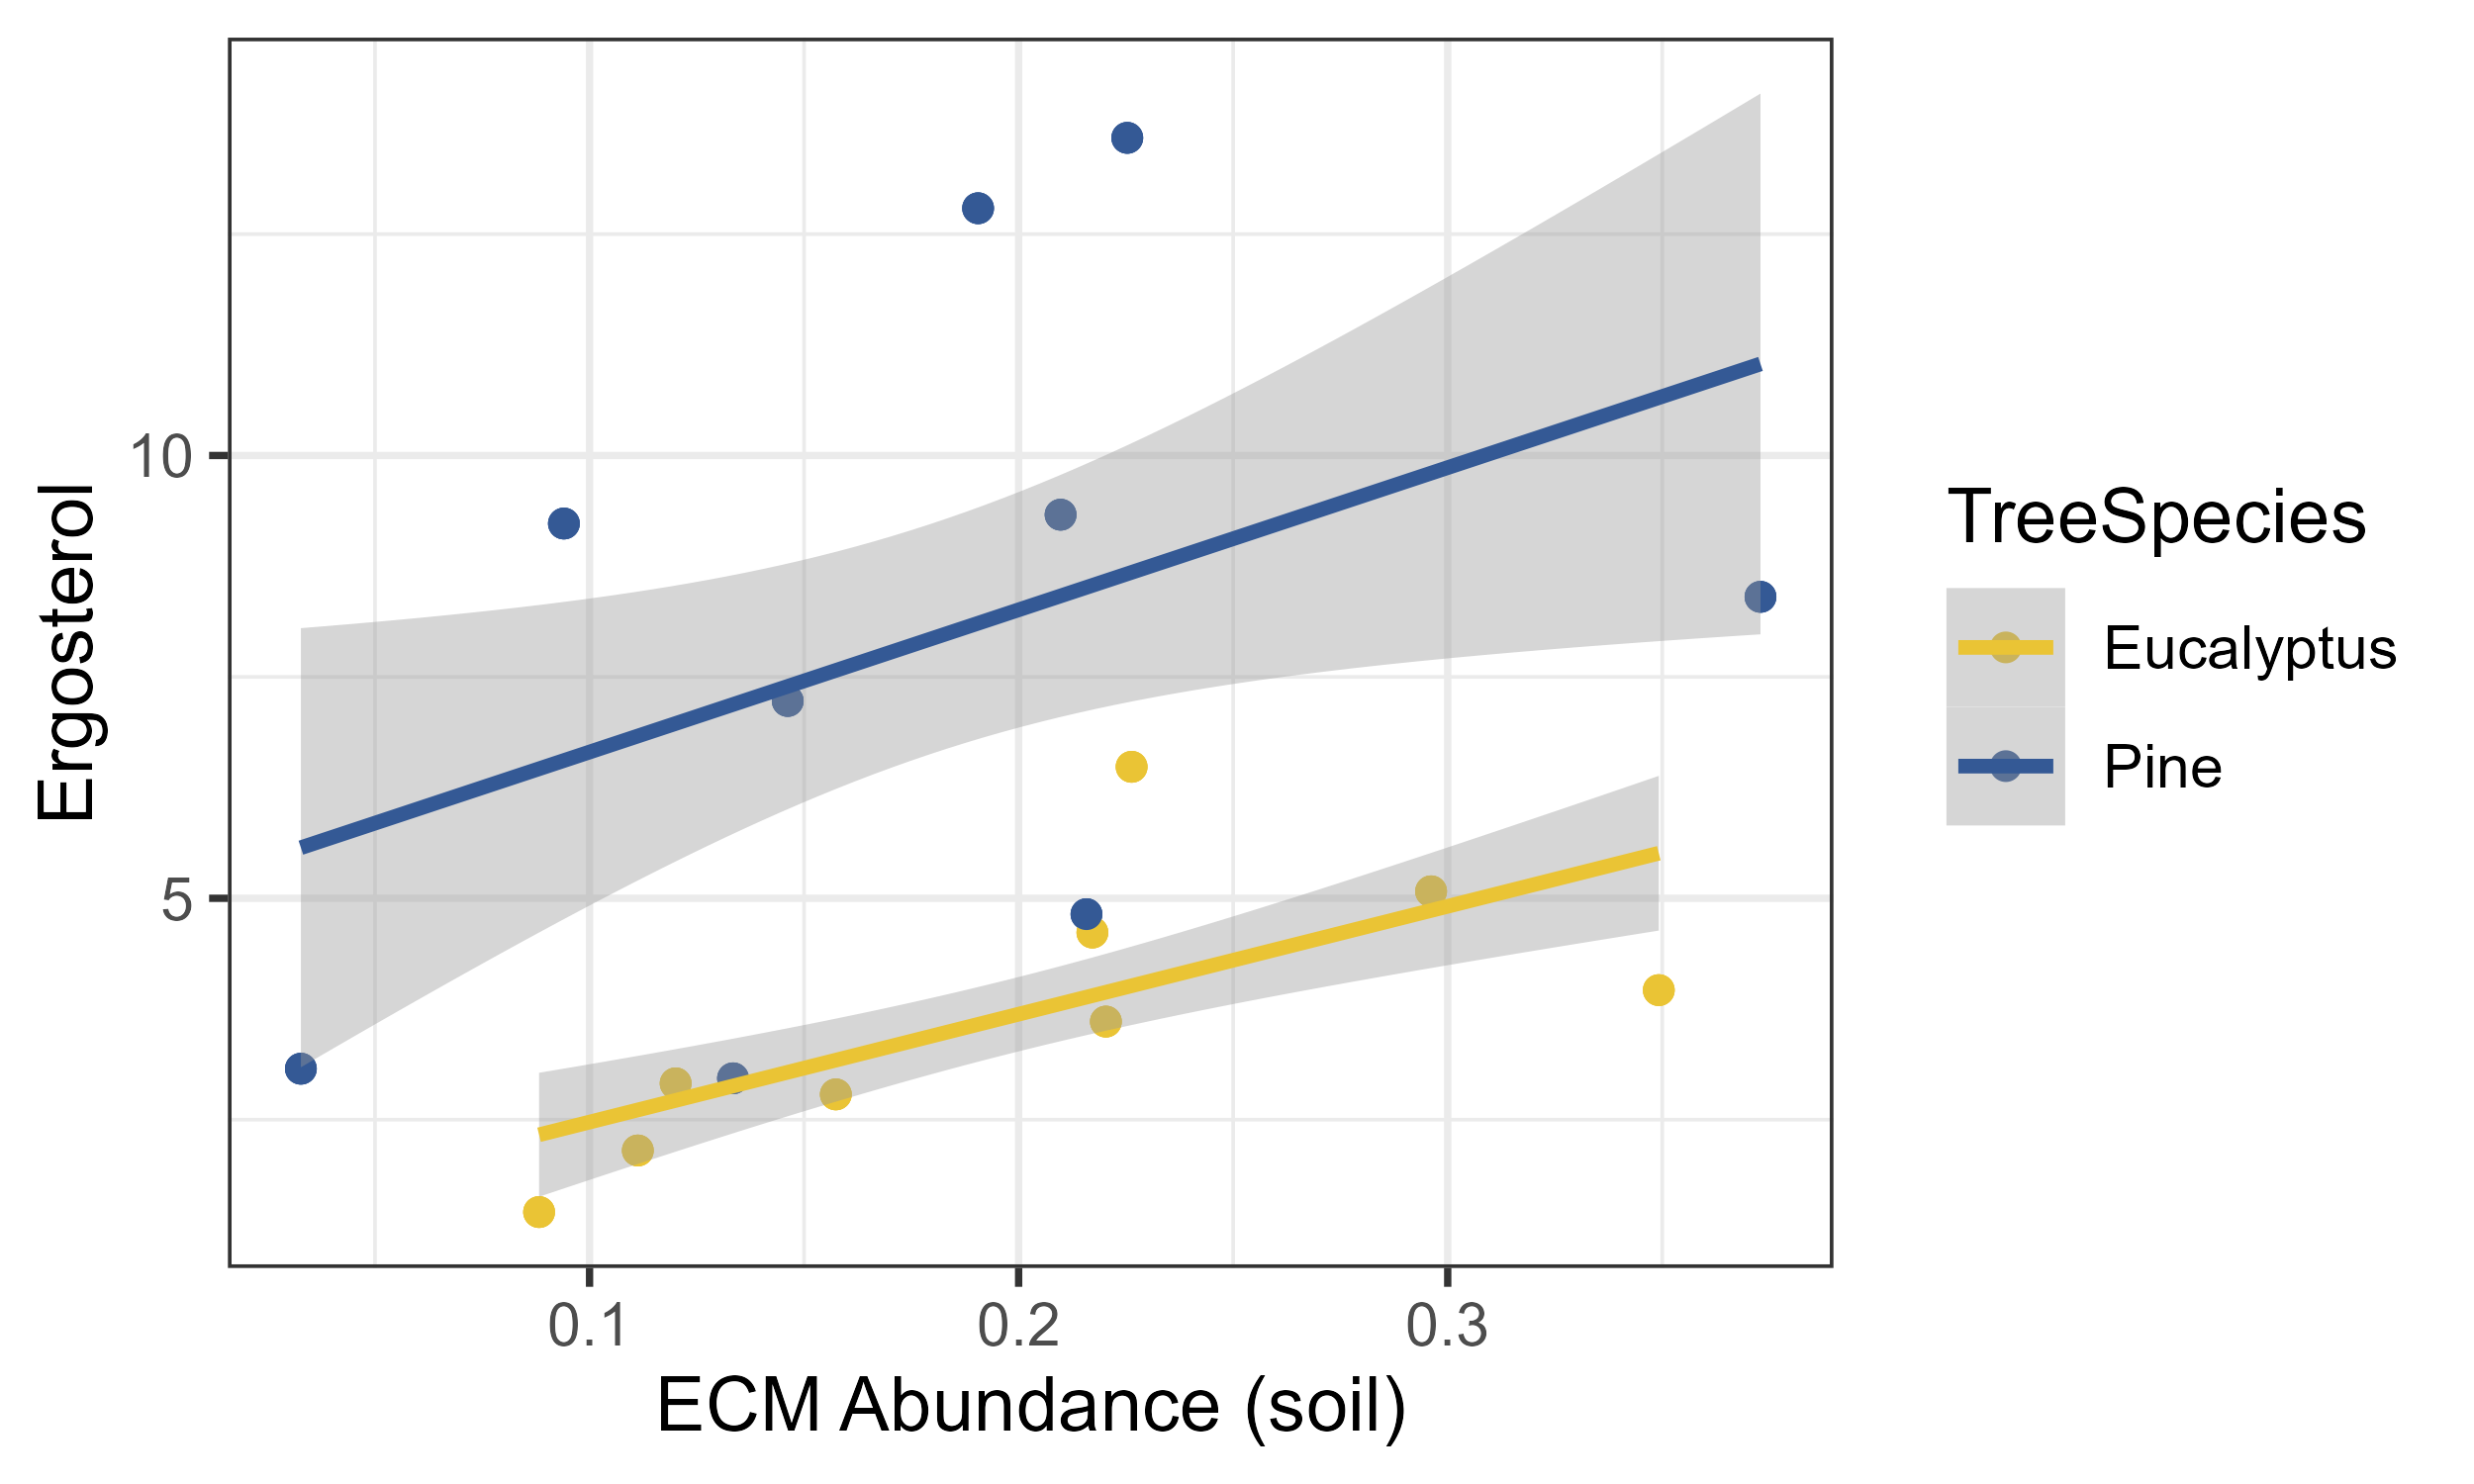 Ergosterol
10
5
0.1
0.2
0.3
ECM Abundance (soil)
TreeSpecies
Eucalyptus
Pine